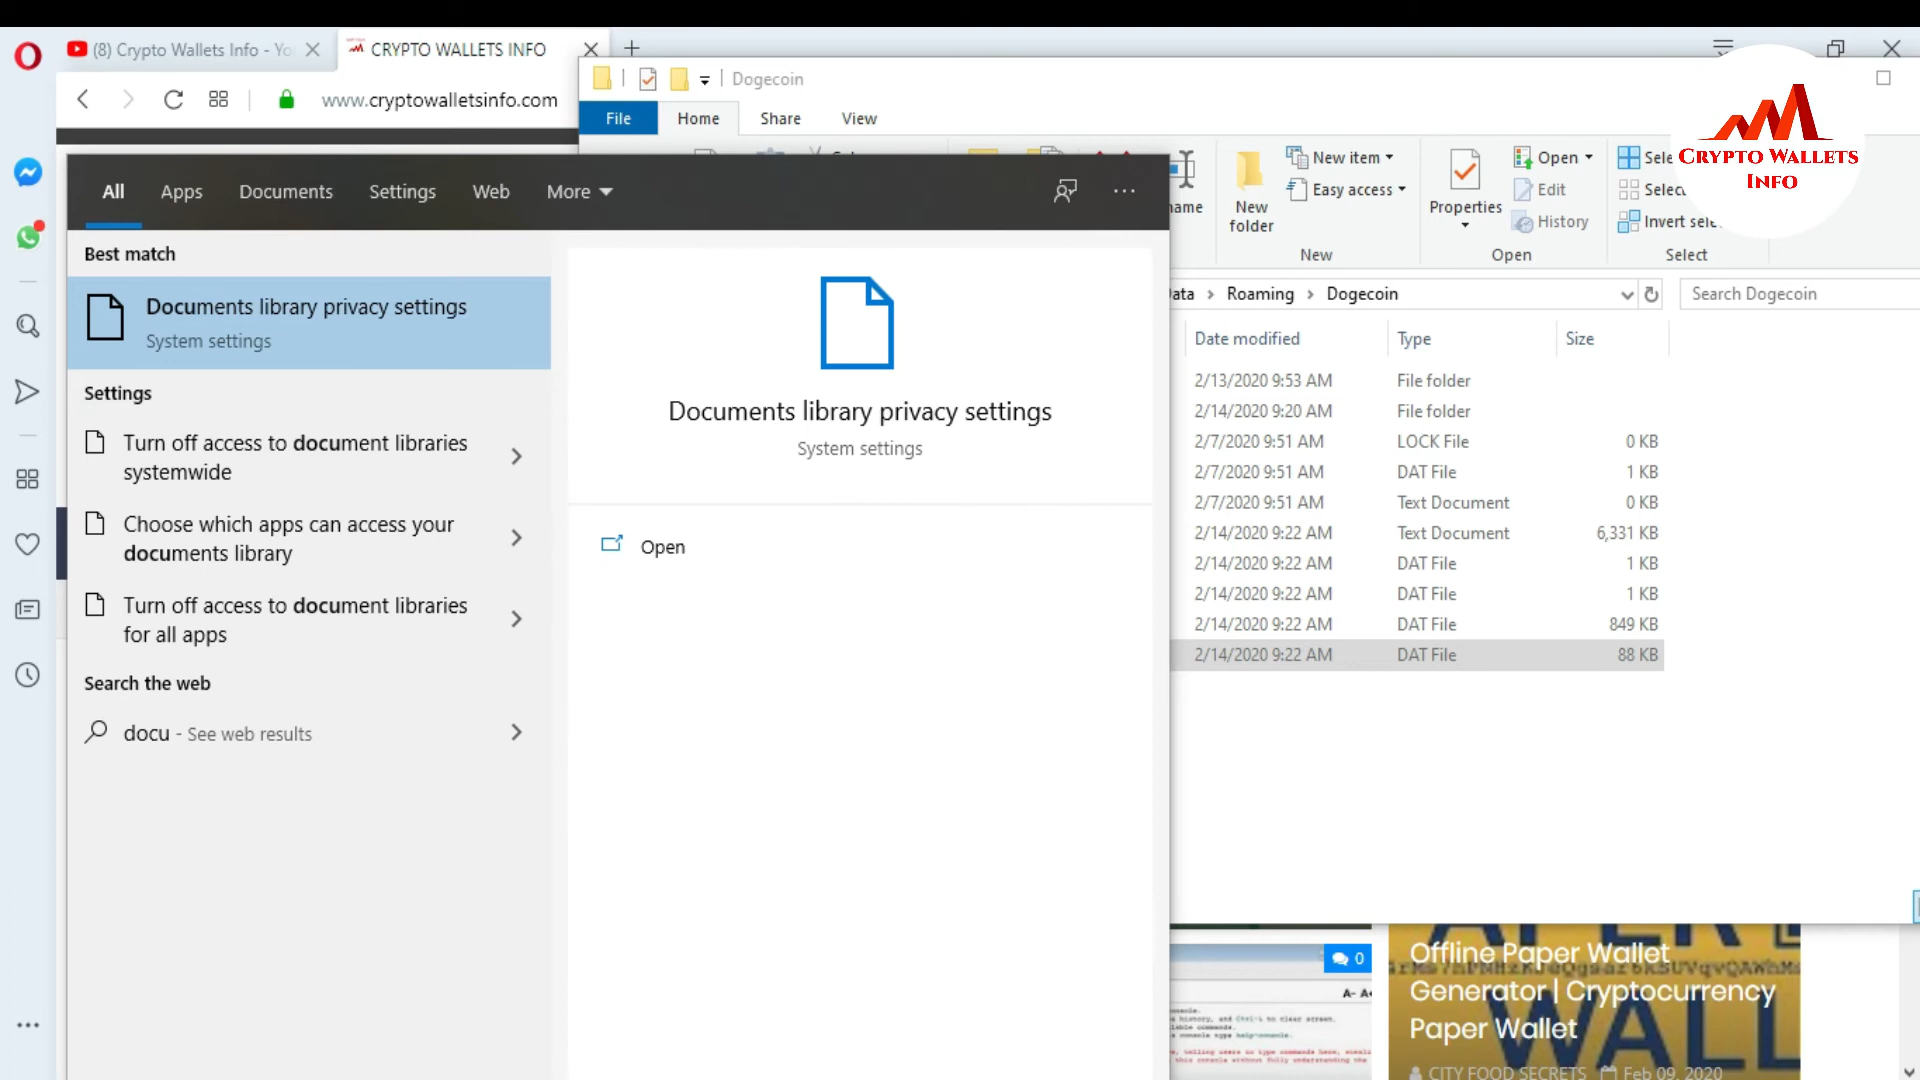 (8) Crypto Wallets Info - Yo
CRYPTO WALLETS INFO
www.cryptowalletsinfo.com
Dogecoin
File
Home
Share
View
New folder
New item
Easy access
New
Properties
Open
Edit
History
Open
Invert
Select
CRYPTO WALLETS
INFO
Roaming
Dogecoin
Search Dogecoin
All
Apps
Documents
Settings
Web
More
Best match
Documents library privacy settings
System settings
Settings
Turn off access to document libraries
systemwide
Choose which apps can access your
documents library
Turn off access to document libraries
for all apps
Search the web
docu - See web results
Documents library privacy settings
System settings
Open
Date modified Type Size
2/13/2020 9:53 AM File folder
2/14/2020 9:20 AM File folder
2/7/2020 9:51 AM LOCK File 0 KB
2/7/2020 9:51 AM DAT File 1 KB
2/7/2020 9:51 AM Text Document 0 KB
2/14/2020 9:22 AM Text Document 6,331 KB
2/14/2020 9:22 AM DAT File 1 KB
2/14/2020 9:22 AM DAT File 1 KB
2/14/2020 9:22 AM DAT File 849 KB
2/14/2020 9:22 AM DAT File 88 KB
0
A-
Offline Paper Wallet
Generator | Cryptocurrency
Paper Wallet
CITY FOOD SECRETS Feb 09, 2020